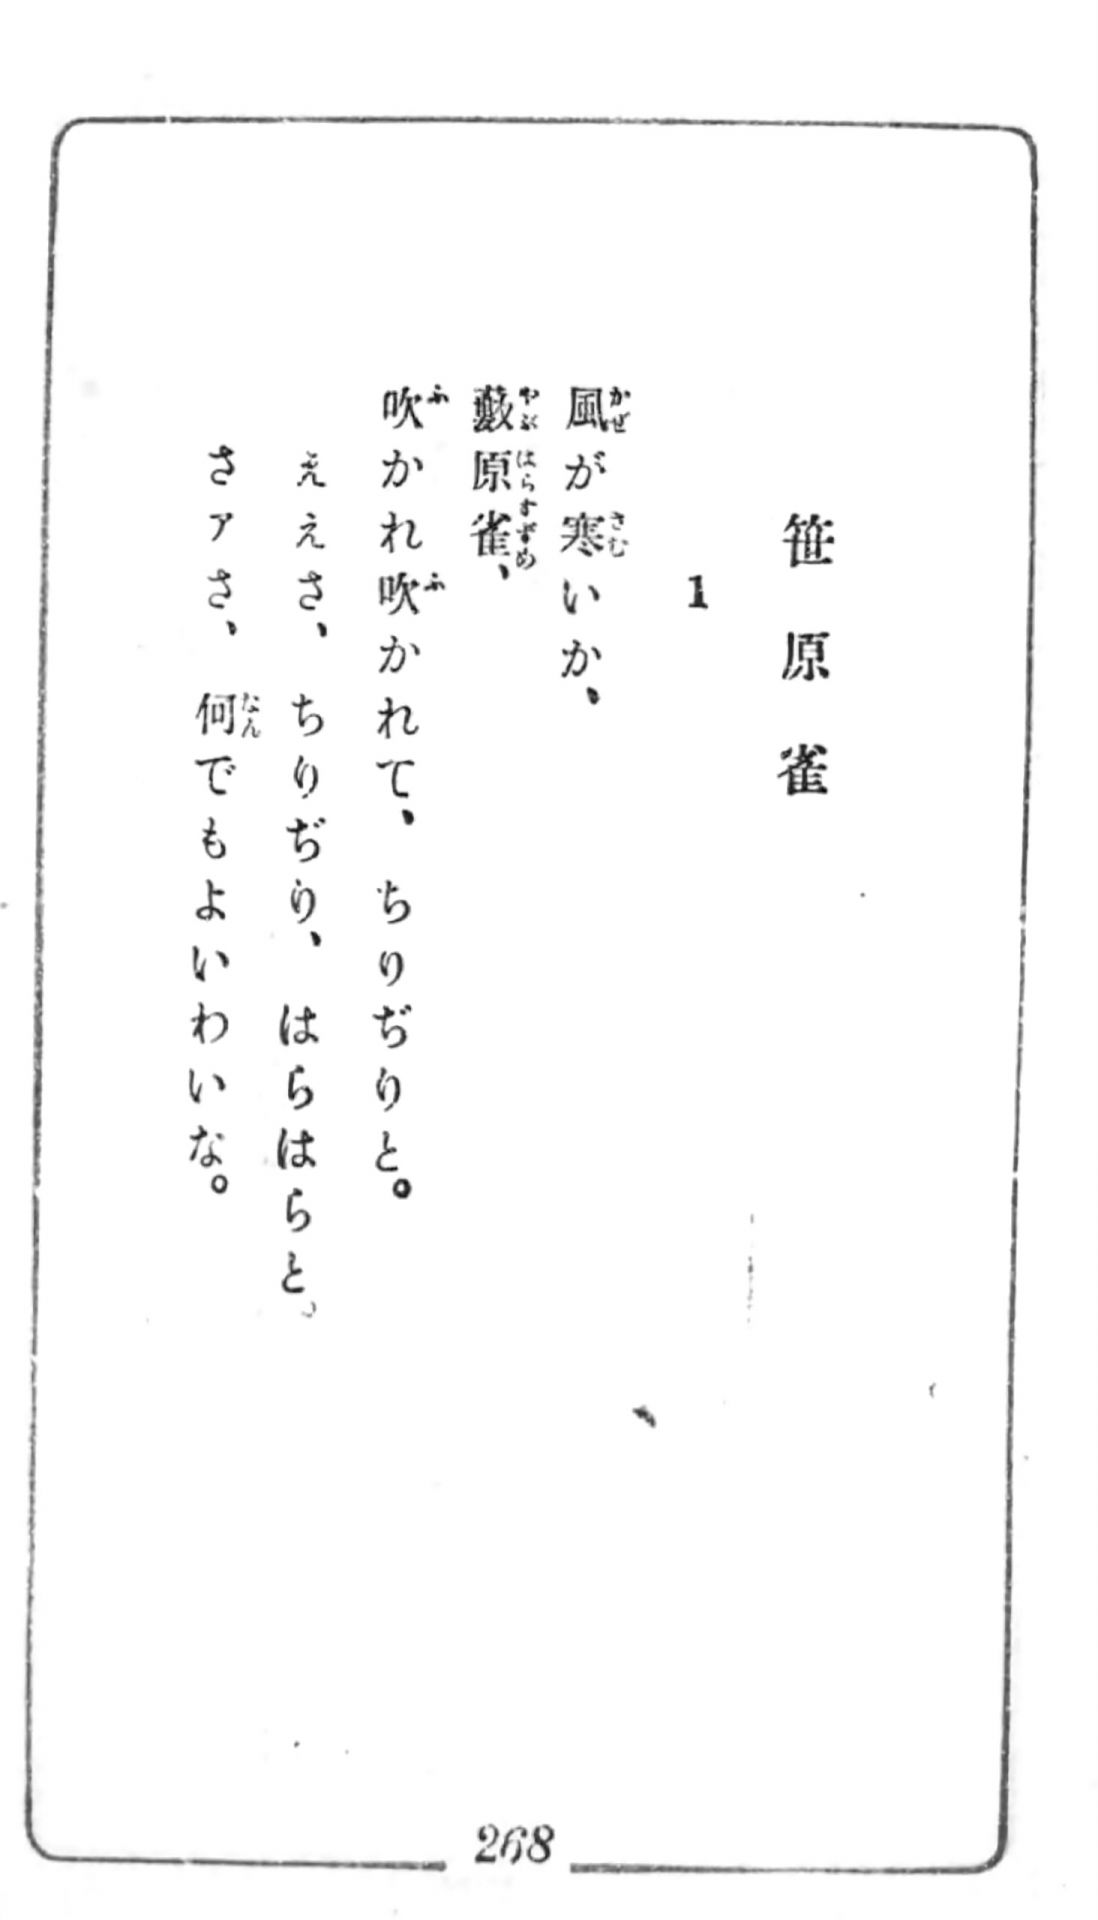 笹原雀
1
風が寒いか、
藪原雀、
吹かれ吹かれて、ちりぢりと。
ええさ、ちりぢり、はらはらと。
さァさ、何でもよいわいな。
268